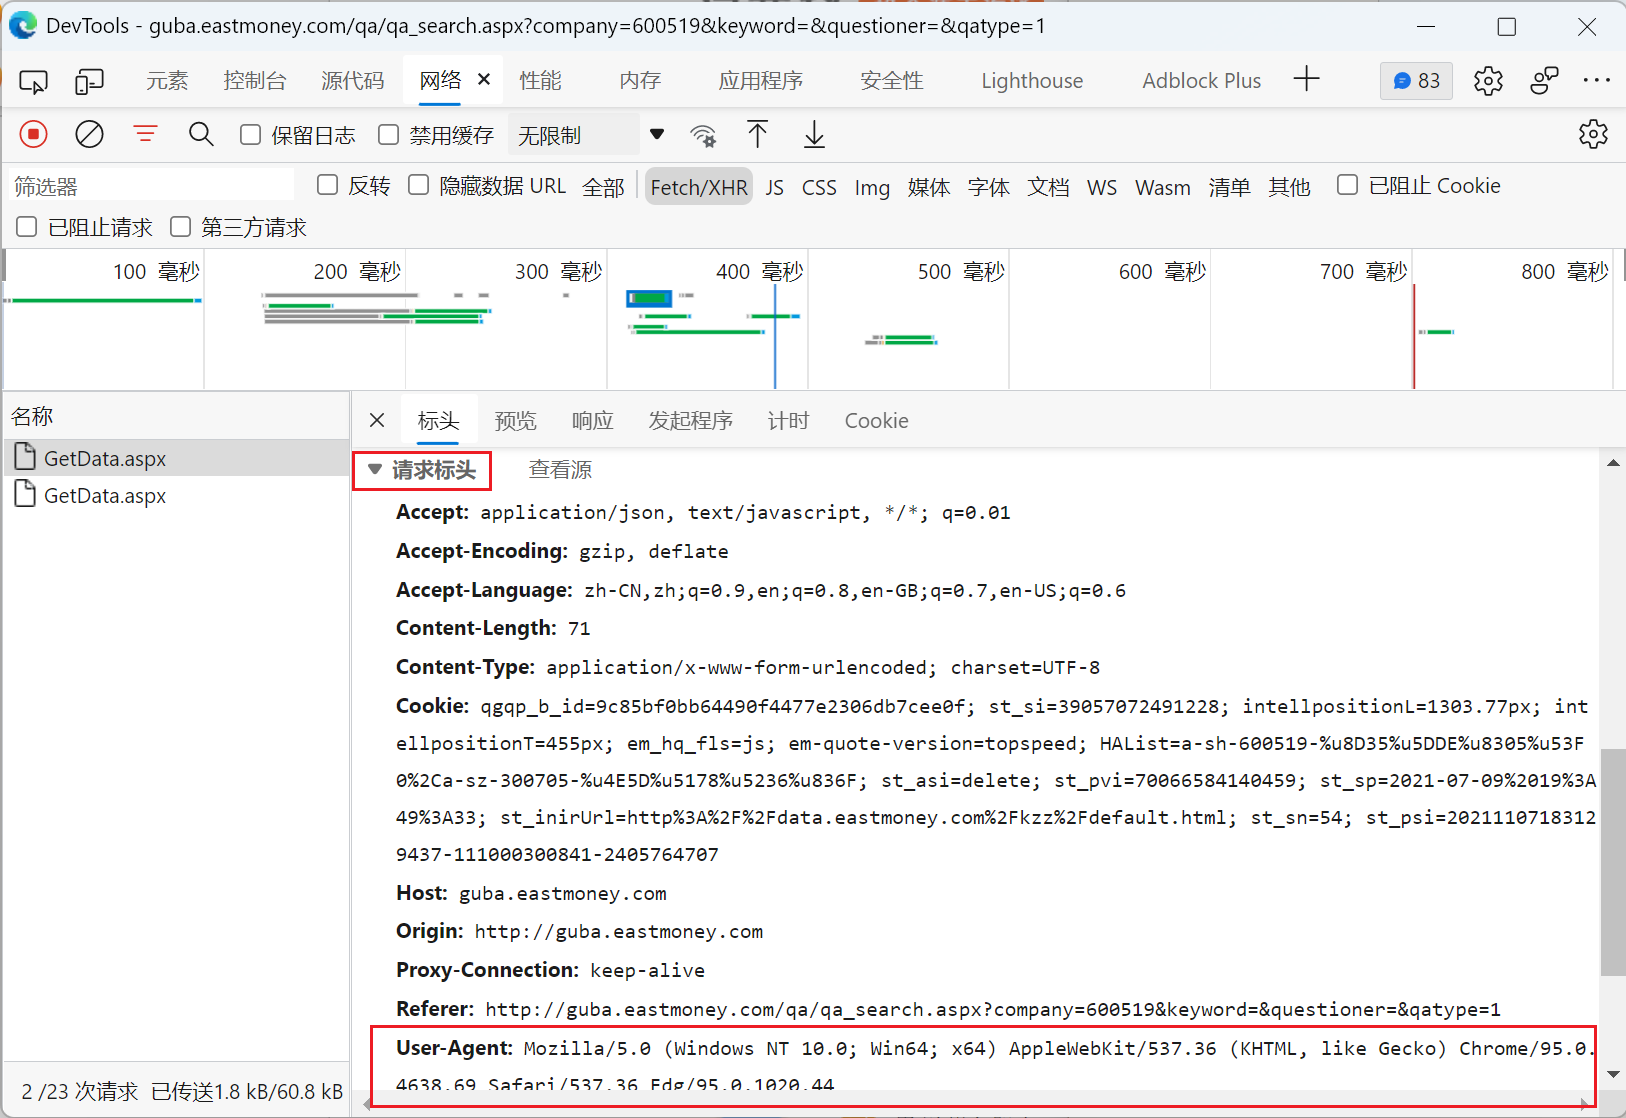 DevTools - guba.eastmoney.com/qa/qa_search.aspx?company=600519&keyword=&questioner=&qatype=1
元素 控制台 源代码 网络 性能 内存 应用程序 安全性 Lighthouse Adblock Plus 83
保留日志 禁用缓存 无限制
筛选器 反转 隐藏数据 URL 全部 Fetch/XHR JS CSS Img 媒体 字体 文档 WS Wasm 清单 其他 已阻止 Cookie
已阻止请求 第三方请求
100 毫秒 200 毫秒 300 毫秒 400 毫秒 500 毫秒 600 毫秒 700 毫秒 800 毫秒
名称
GetData.aspx
GetData.aspx
2 /23 次请求 已传送1.8 kB/60.8 kB
标头 预览 响应 发起程序 计时 Cookie
请求标头 查看源
Accept: application/json, text/javascript, */*; q=0.01
Accept-Encoding: gzip, deflate
Accept-Language: zh-CN,zh;q=0.9,en;q=0.8,en-GB;q=0.7,en-US;q=0.6
Content-Length: 71
Content-Type: application/x-www-form-urlencoded; charset=UTF-8
Cookie: qgqp_b_id=9c85bf0bb64490f4477e2306db7cee0f; st_si=39057072491228; intellpositionL=1303.77px; int
ellpositionT=455px; em_hq_fls=js; em-quote-version=topspeed; HAList=a-sh-600519-%u8D35%u5DDE%u8305%u53F
0%2Ca-sz-300705-%u4E5D%u5178%u5236%u836F; st_asi=delete; st_pvi=70066584140459; st_sp=2021-07-09%2019%3A
49%3A33; st_inirUrl=http%3A%2F%2Fdata.eastmoney.com%2Fkzz%2Fdefault.html; st_sn=54; st_psi=2021110718312
9437-111000300841-2405764707
Host: guba.eastmoney.com
Origin: http://guba.eastmoney.com
Proxy-Connection: keep-alive
Referer: http://guba.eastmoney.com/qa/qa_search.aspx?company=600519&keyword=&questioner=&qatype=1
User-Agent: Mozilla/5.0 (Windows NT 10.0; Win64; x64) AppleWebKit/537.36 (KHTML, like Gecko) Chrome/95.0.
4638.69 Safari/537.36 Edg/95.0.1020.44